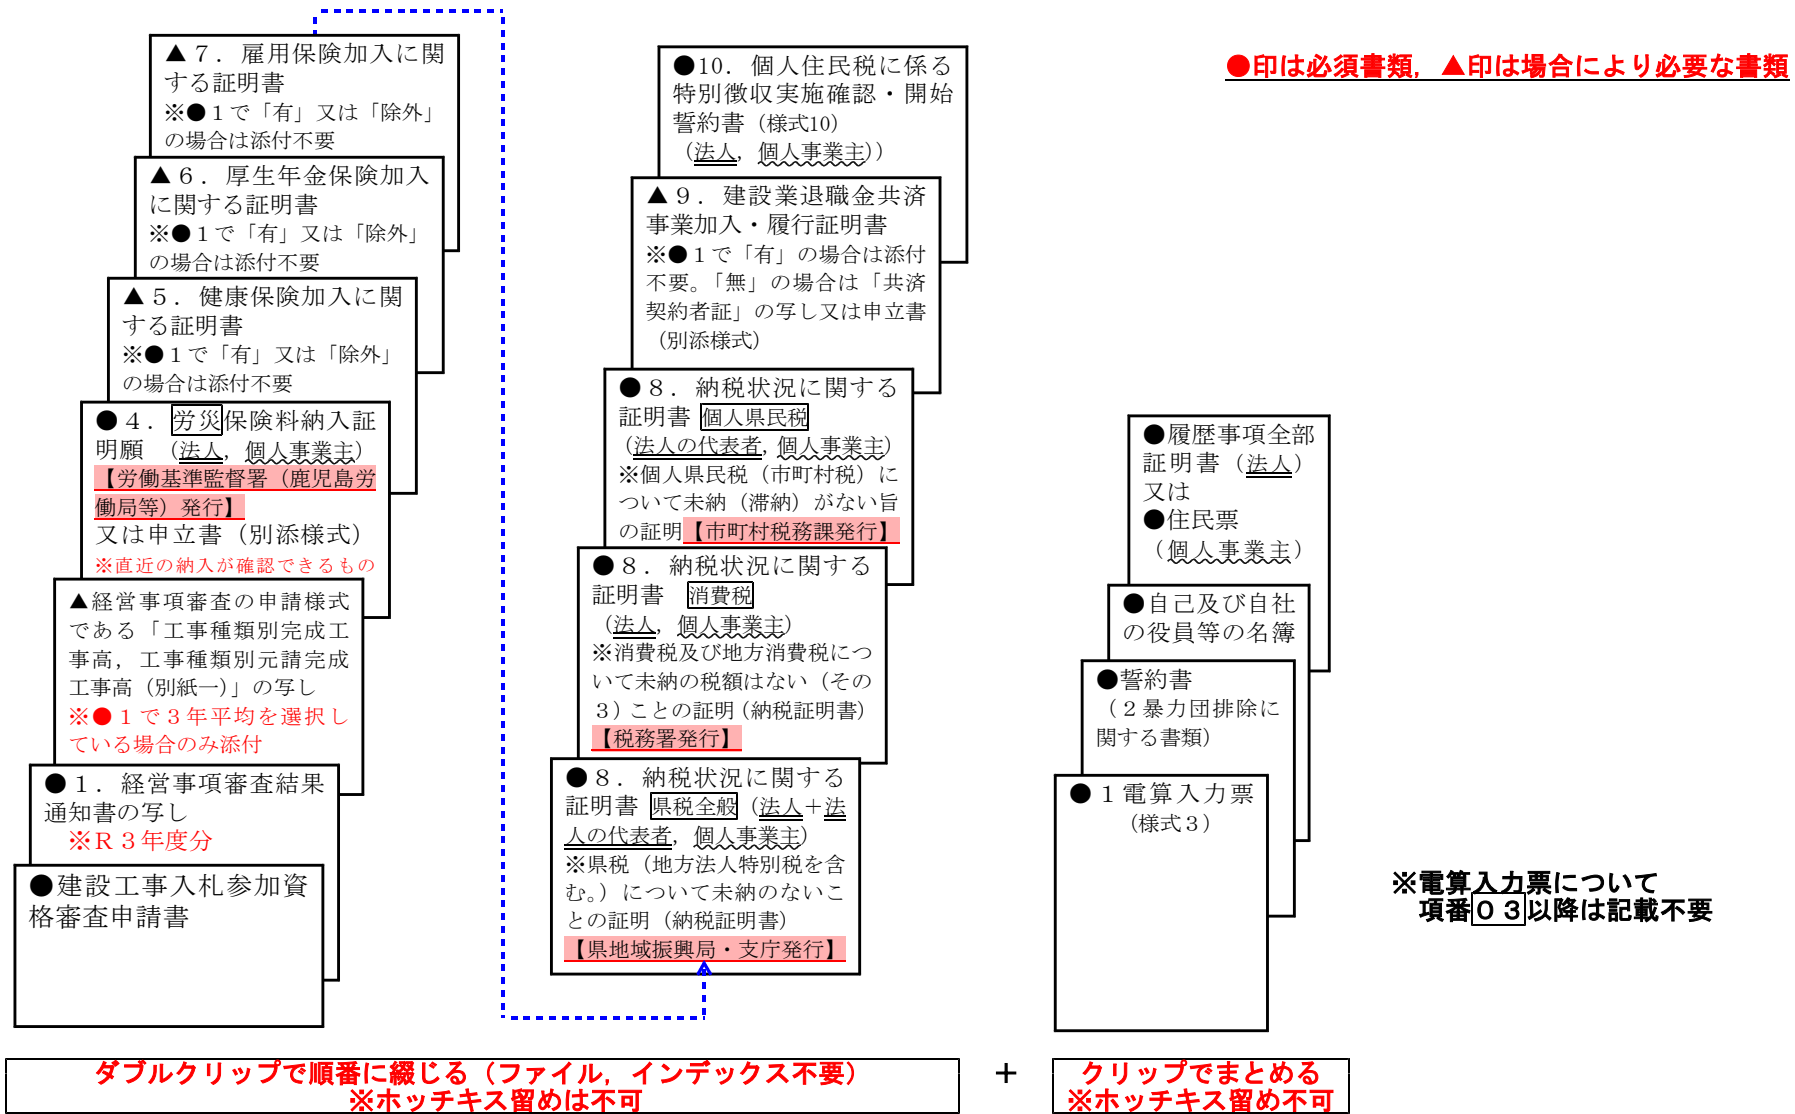 ●印は必須書類，▲印は場合により必要な書類
▲７．雇用保険加入に関
する証明書
※●１で「有」又は「除外」
の場合は添付不要
▲６．厚生年金保険加入
に関する証明書
※●１で「有」又は「除外」
の場合は添付不要
▲５．健康保険加入に関
する証明書
※●１で「有」又は「除外」
の場合は添付不要
●４．労災保険料納入証
明願　（法人，個人事業主）
【労働基準監督署（鹿児島労
働局等）発行】
又は申立書（別添様式）
※直近の納入が確認できるもの
▲経営事項審査の申請様式
である「工事種類別完成工
事高，工事種類別元請完成
工事高（別紙一）」の写し
※●１で３年平均を選択し
ている場合のみ添付
●１．経営事項審査結果
通知書の写し
※Ｒ３年度分
●建設工事入札参加資
格審査申請書
●10．個人住民税に係る
特別徴収実施確認・開始
誓約書（様式10）
（法人，個人事業主））
▲９．建設業退職金共済
事業加入・履行証明書
※●１で「有」の場合は添付
不要。「無」の場合は「共済
契約者証」の写し又は申立書
（別添様式）
●８．納税状況に関する
証明書 個人県民税
（法人の代表者，個人事業主）
※個人県民税（市町村税）に
ついて未納（滞納）がない旨
の証明【市町村税務課発行】
●８．納税状況に関する
証明書　消費税
（法人，個人事業主）
※消費税及び地方消費税につ
いて未納の税額はない（その
３）ことの証明（納税証明書）
【税務署発行】
●８．納税状況に関する
証明書 県税全般（法人＋法
人の代表者，個人事業主）
※県税（地方法人特別税を含
む。）について未納のないこ
との証明（納税証明書）
【県地域振興局・支庁発行】
●履歴事項全部
証明書（法人）
又は
●住民票
（個人事業主）
●自己及び自社
の役員等の名簿
●誓約書
（２暴力団排除に
関する書類）
●１電算入力票
（様式３）
※電算入力票について
項番０３以降は記載不要
ダブルクリップで順番に綴じる（ファイル，インデックス不要）
※ホッチキス留めは不可
＋
クリップでまとめる
※ホッチキス留め不可